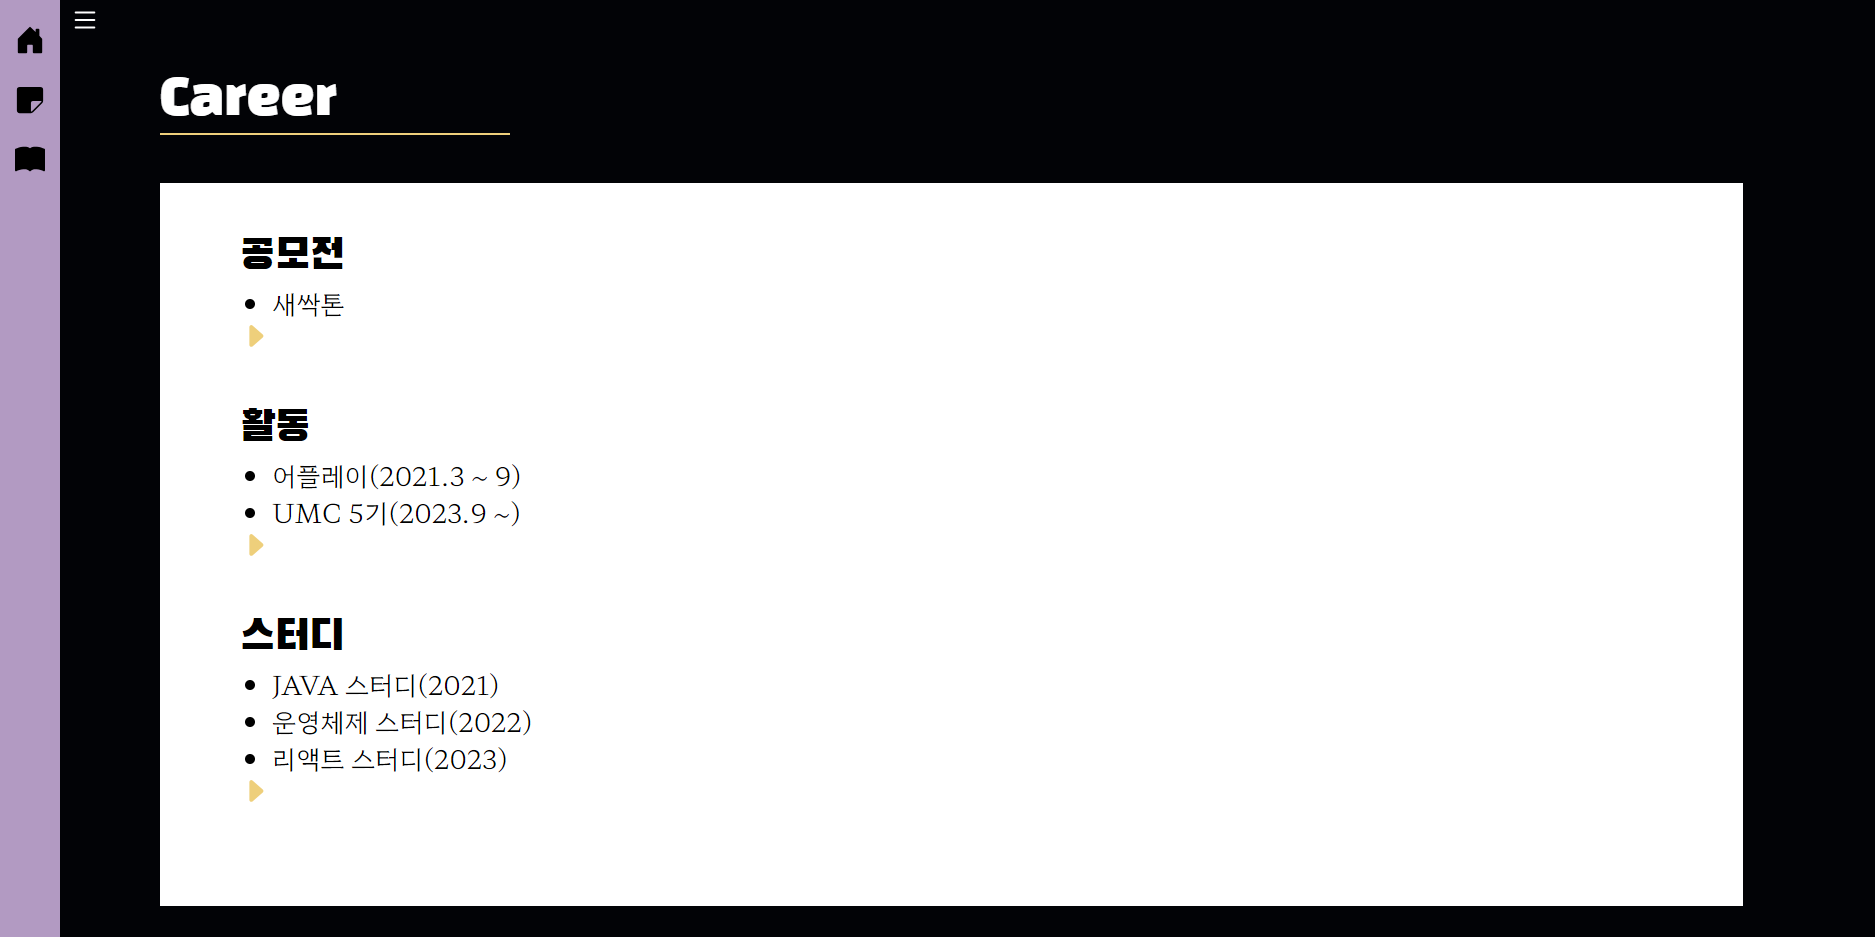 Career
공모전
새싹톤
활동
어플레이(2021.3 ~ 9)
UMC 5기(2023.9 ~)
스터디
JAVA 스터디(2021)
운영체제 스터디(2022)
리액트 스터디(2023)